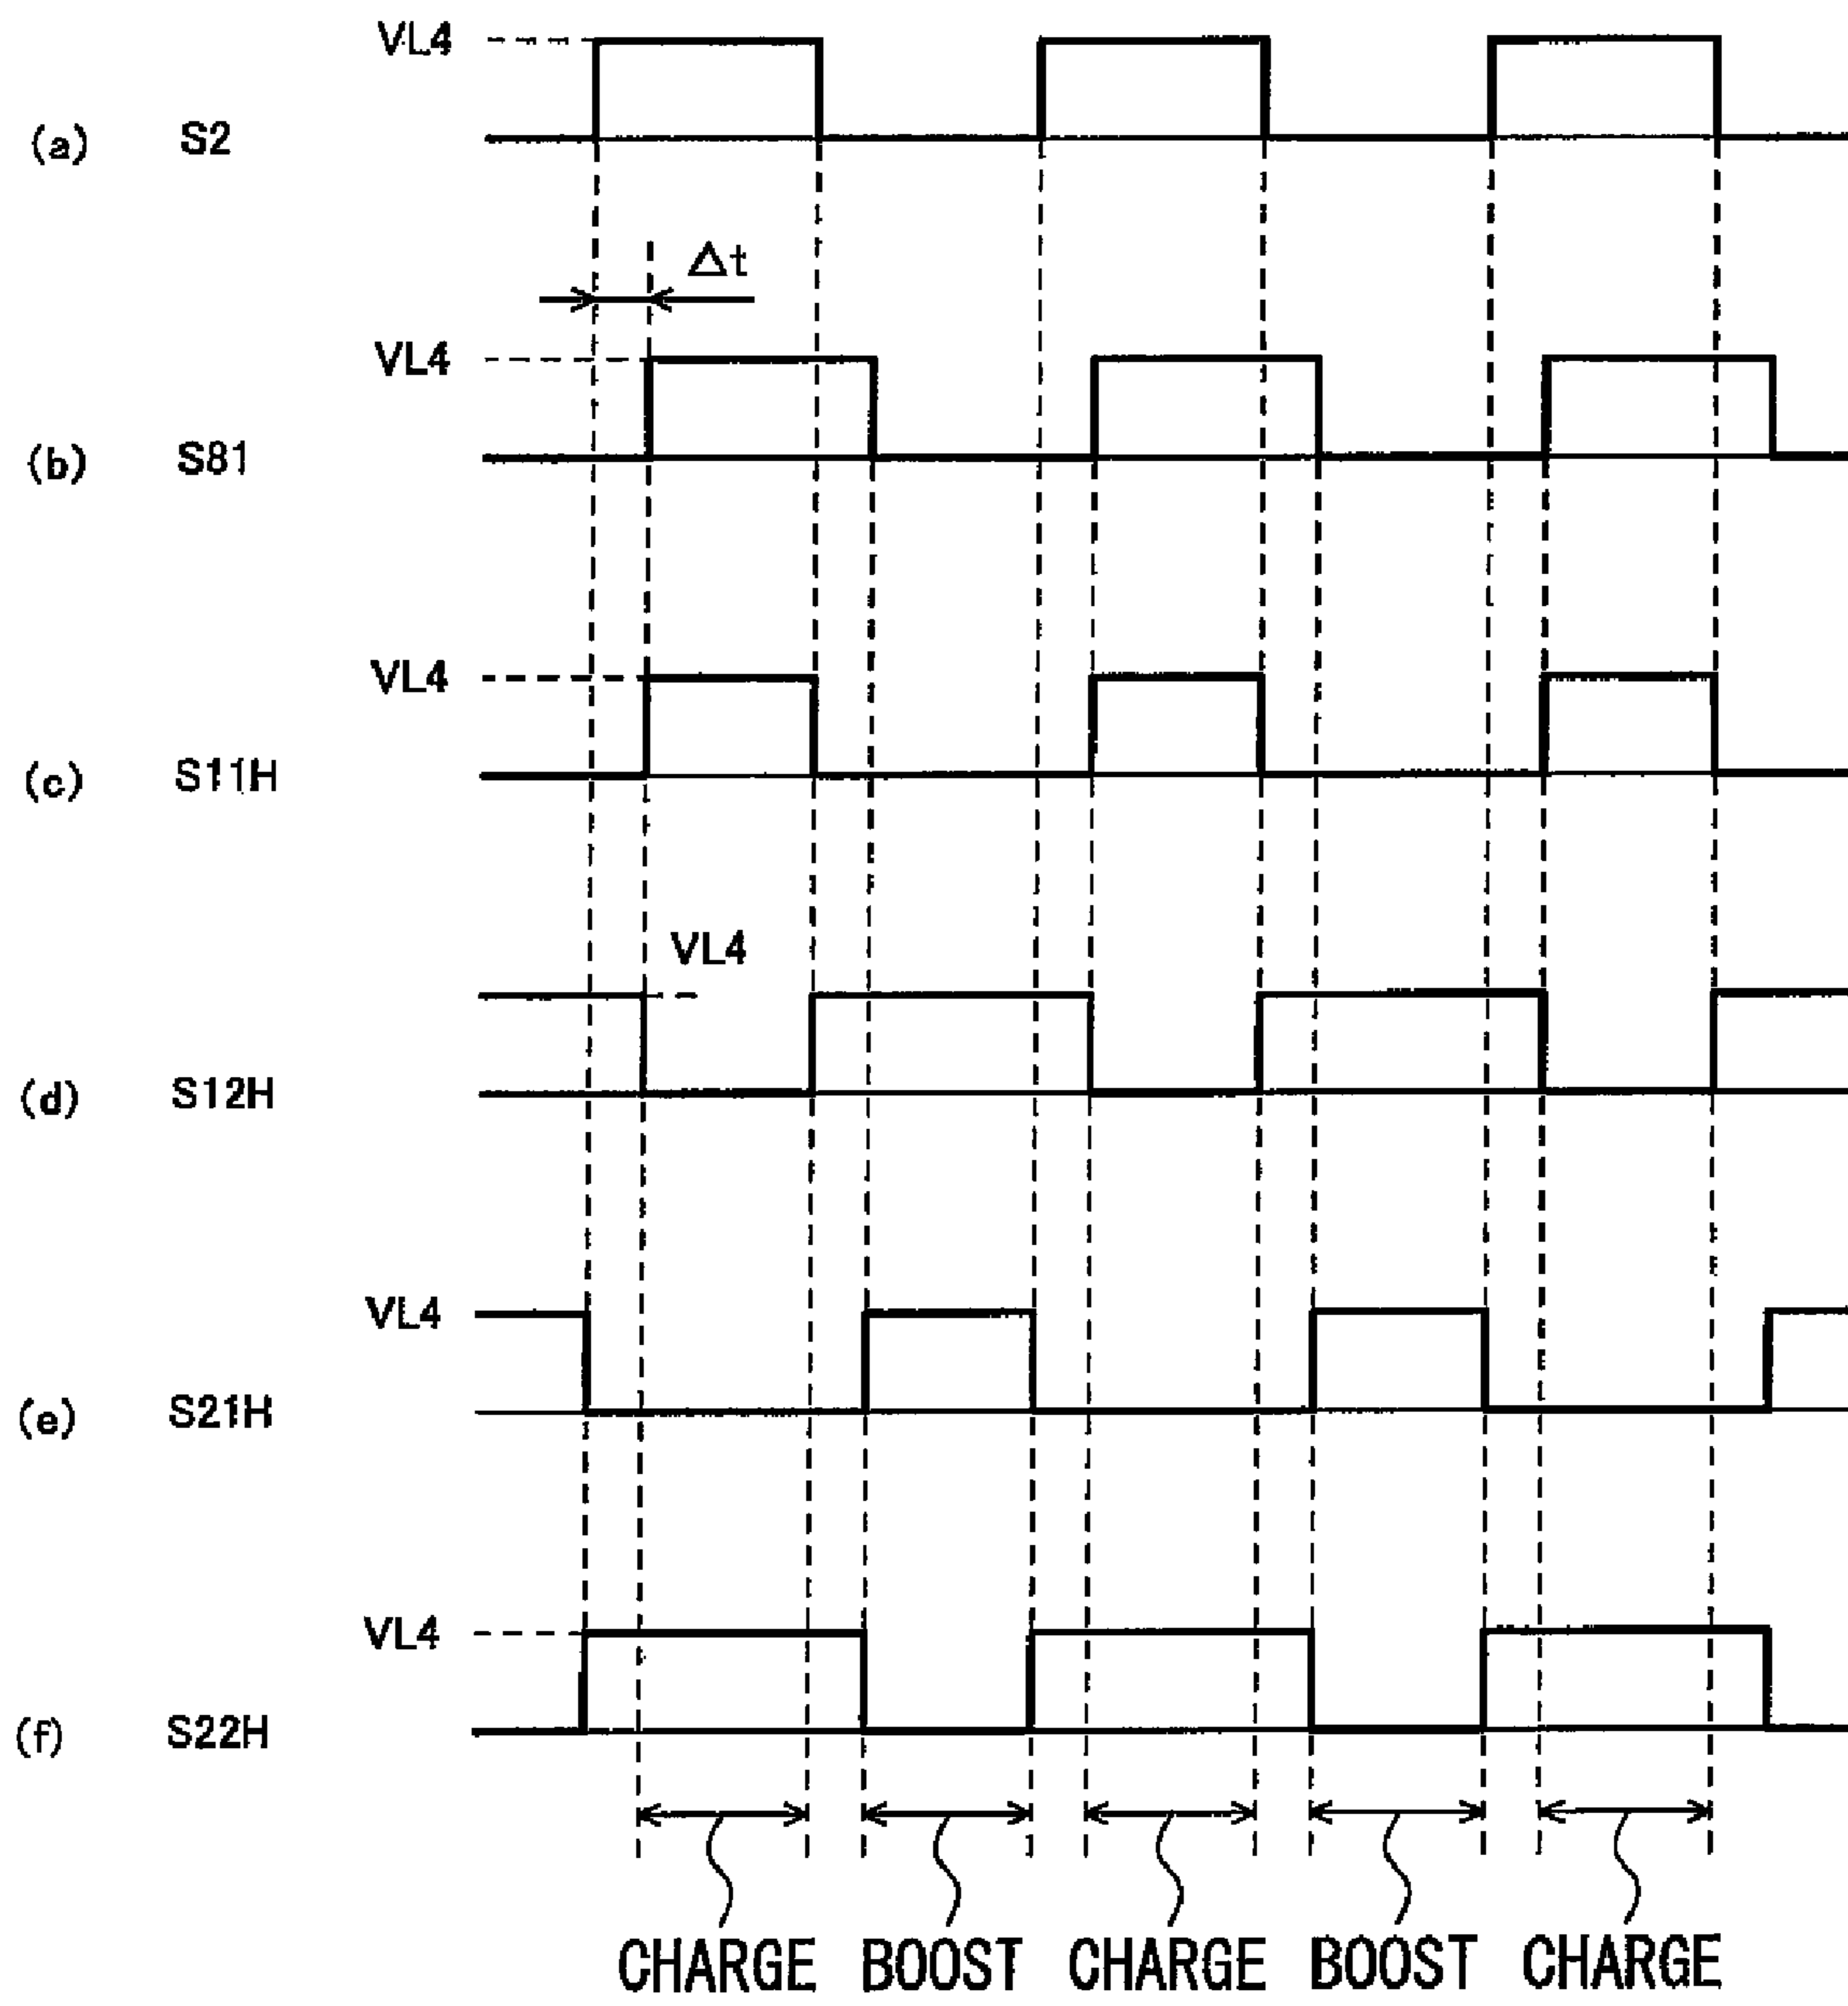 VL4
(a) S2
Δt
VL4
(b) S81
VL4
(c) S11H
VL4
(d) S12H
VL4
(e) S21H
VL4
(f) S22H
CHARGE BOOST CHARGE BOOST CHARGE